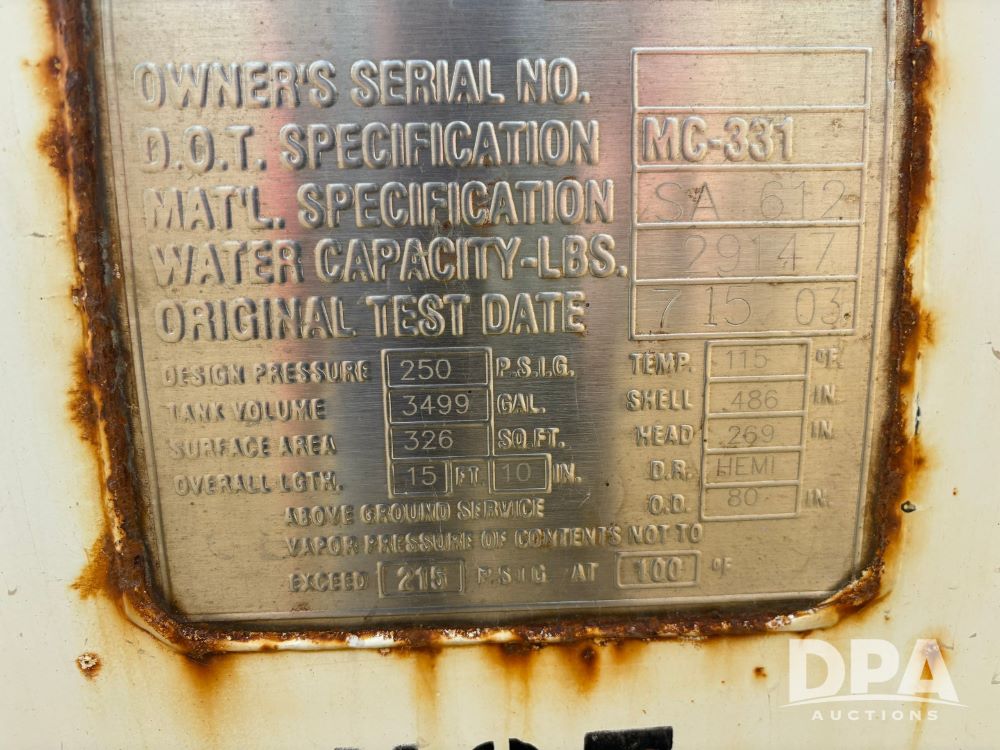 OWNER'S SERIAL NO.
D.O.T. SPECIFICATION MC-331
MAT'L. SPECIFICATION SA 612
WATER CAPACITY-LBS. 29147
ORIGINAL TEST DATE 7 15 03
DESIGN PRESSURE 250 P.S.I.G. TEMP. 115 °F.
TANK VOLUME 3499 GAL. SHELL .486 IN.
SURFACE AREA 326 SQ.FT. HEAD .269 IN.
OVERALL LGTH. 15 FT. 10 IN. D.R. HEMI
ABOVE GROUND SERVICE O.D. 80 IN.
VAPOR PRESSURE OF CONTENTS NOT TO
EXCEED 215 P.S.I.G. AT 100 °F
DPA
AUCTIONS